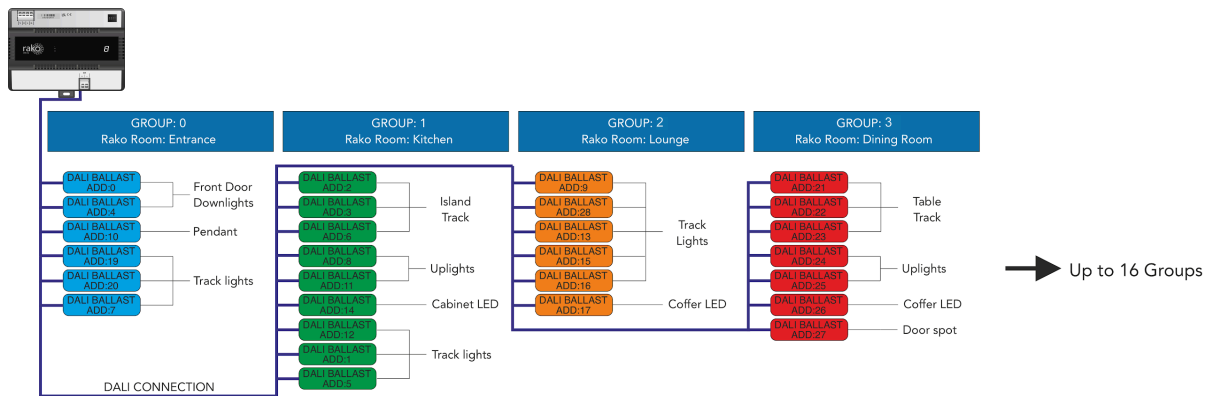 rako
8
GROUP: 0
Rako Room: Entrance
GROUP: 1
Rako Room: Kitchen
GROUP: 2
Rako Room: Lounge
GROUP: 3
Rako Room: Dining Room
DALI BALLAST
ADD:0
DALI BALLAST
ADD:4
Front Door
Downlights
DALI BALLAST
ADD:10
Pendant
DALI BALLAST
ADD:19
DALI BALLAST
ADD:20
DALI BALLAST
ADD:7
Track lights
DALI BALLAST
ADD:2
DALI BALLAST
ADD:3
DALI BALLAST
ADD:6
Island
Track
DALI BALLAST
ADD:8
DALI BALLAST
ADD:11
Uplights
DALI BALLAST
ADD:14
Cabinet LED
DALI BALLAST
ADD:12
DALI BALLAST
ADD:1
DALI BALLAST
ADD:5
Track lights
DALI BALLAST
ADD:9
DALI BALLAST
ADD:28
DALI BALLAST
ADD:13
DALI BALLAST
ADD:15
DALI BALLAST
ADD:16
Track
Lights
DALI BALLAST
ADD:17
Coffer LED
DALI BALLAST
ADD:21
DALI BALLAST
ADD:22
DALI BALLAST
ADD:23
Table
Track
DALI BALLAST
ADD:24
DALI BALLAST
ADD:25
Uplights
DALI BALLAST
ADD:26
Coffer LED
DALI BALLAST
ADD:27
Door spot
Up to 16 Groups
DALI CONNECTION